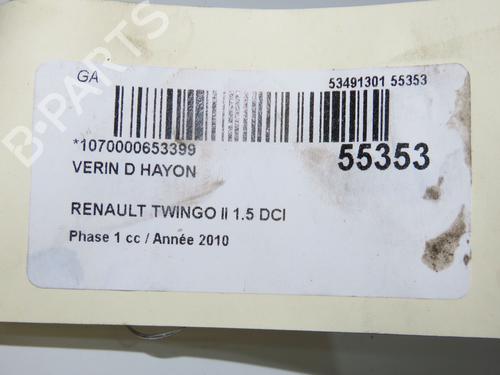 GA
53491301 55353
*1070000653399
55353
VERIN D HAYON
RENAULT TWINGO II 1.5 DCI
Phase 1 cc / Année 2010
B-PARTS